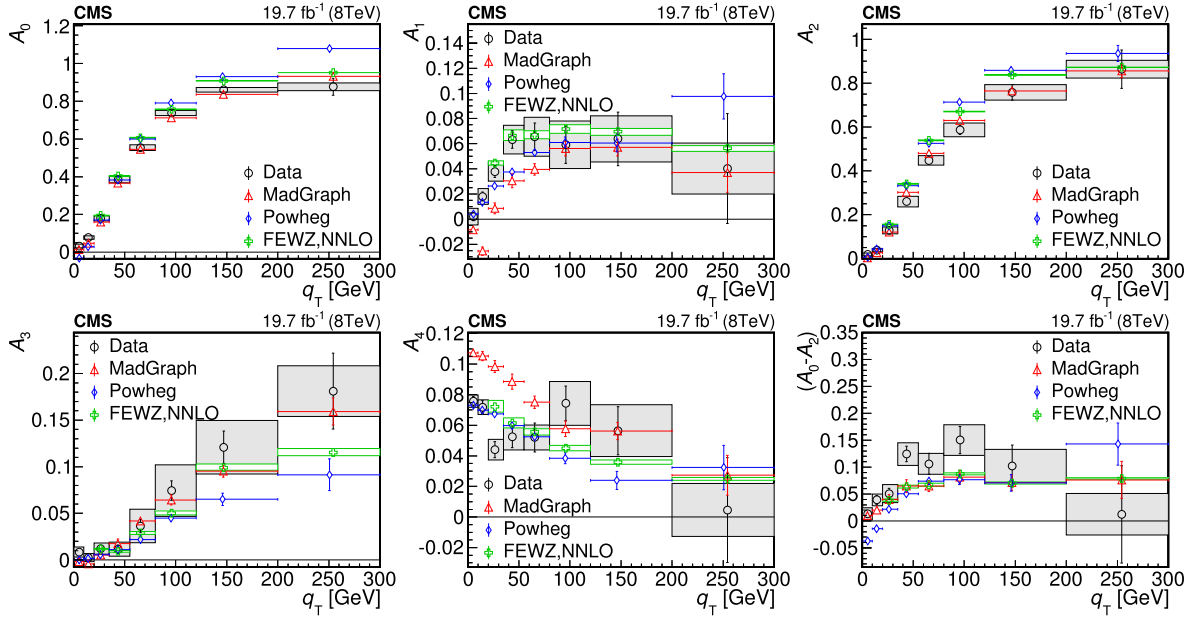 CMS 19.7 fb⁻¹ (8TeV)
A₀
1.2
1
0.8
0.6
0.4
0.2
0
Data
MadGraph
Powheg
FEWZ,NNLO
0 50 100 150 200 250 300
q_T [GeV]
CMS 19.7 fb⁻¹ (8TeV)
A₁
0.14
0.12
0.1
0.08
0.06
0.04
0.02
0
-0.02
Data
MadGraph
Powheg
FEWZ,NNLO
0 50 100 150 200 250 300
q_T [GeV]
CMS 19.7 fb⁻¹ (8TeV)
A₂
1
0.8
0.6
0.4
0.2
0
Data
MadGraph
Powheg
FEWZ,NNLO
0 50 100 150 200 250 300
q_T [GeV]
CMS 19.7 fb⁻¹ (8TeV)
A₃
0.2
0.15
0.1
0.05
0
Data
MadGraph
Powheg
FEWZ,NNLO
0 50 100 150 200 250 300
q_T [GeV]
CMS 19.7 fb⁻¹ (8TeV)
A₄
0.12
0.1
0.08
0.06
0.04
0.02
0
-0.02
Data
MadGraph
Powheg
FEWZ,NNLO
0 50 100 150 200 250 300
q_T [GeV]
CMS 19.7 fb⁻¹ (8TeV)
(A₀-A₂)
0.35
0.3
0.25
0.2
0.15
0.1
0.05
0
-0.05
Data
MadGraph
Powheg
FEWZ,NNLO
0 50 100 150 200 250 300
q_T [GeV]